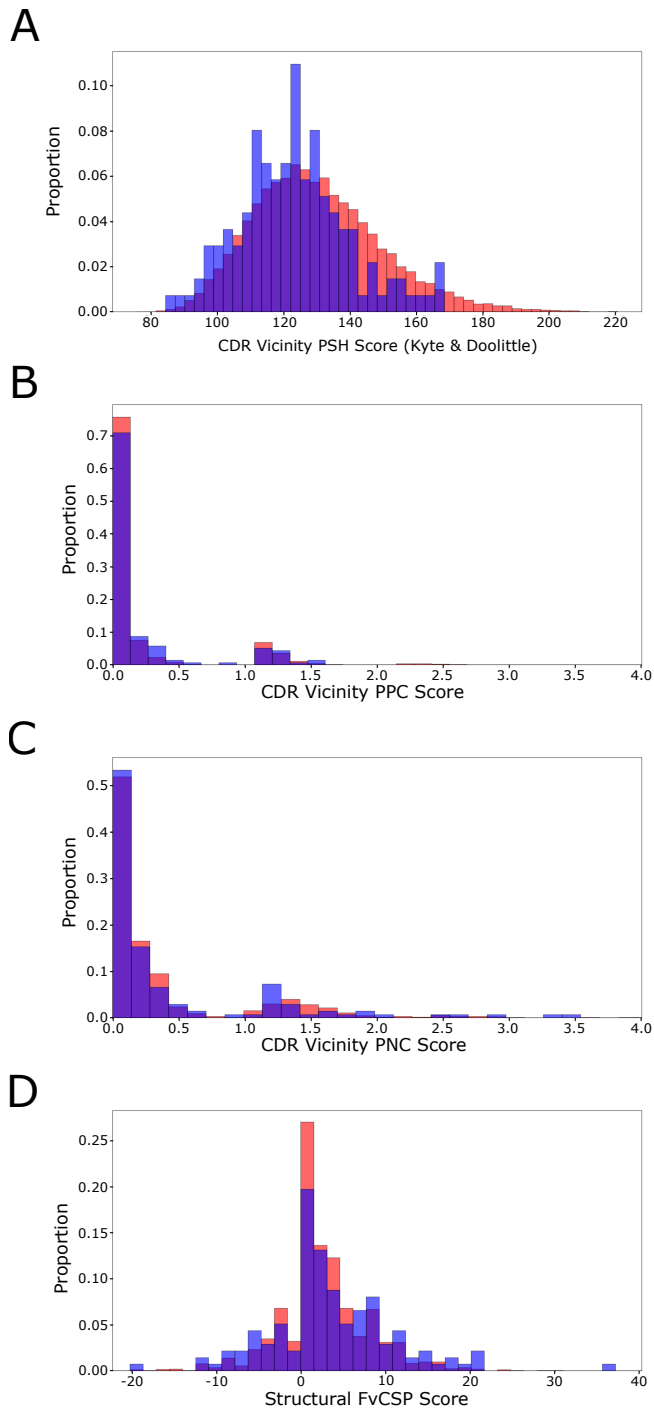 A
Proportion
0.10
0.08
0.06
0.04
0.02
0.00
80 100 120 140 160 180 200 220
CDR Vicinity PSH Score (Kyte & Doolittle)
B
Proportion
0.7
0.6
0.5
0.4
0.3
0.2
0.1
0.0
0.0 0.5 1.0 1.5 2.0 2.5 3.0 3.5 4.0
CDR Vicinity PPC Score
C
Proportion
0.5
0.4
0.3
0.2
0.1
0.0
0.0 0.5 1.0 1.5 2.0 2.5 3.0 3.5 4.0
CDR Vicinity PNC Score
D
Proportion
0.25
0.20
0.15
0.10
0.05
0.00
-20 -10 0 10 20 30 40
Structural FvCSP Score